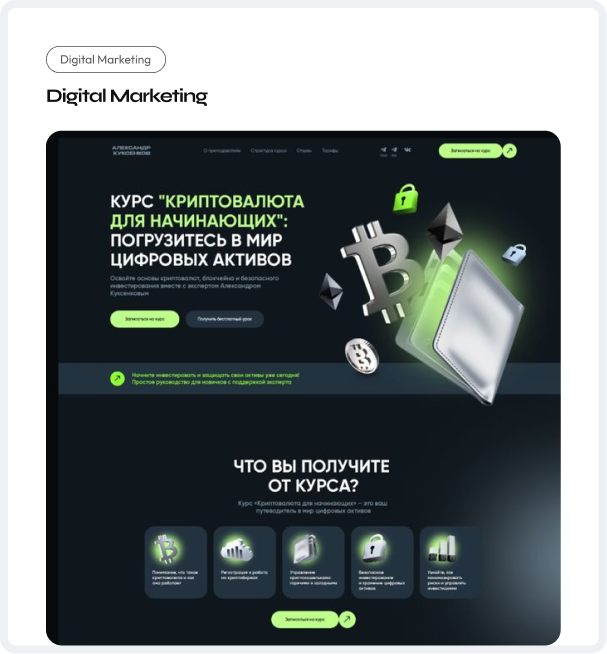 Digital Marketing
Digital Marketing
АЛЕКСАНДР
КУКСЕНКОВ
О преподавателе Структура курса Отзывы Тарифы
Записаться на курс
КУРС "КРИПТОВАЛЮТА
ДЛЯ НАЧИНАЮЩИХ":
ПОГРУЗИТЕСЬ В МИР
ЦИФРОВЫХ АКТИВОВ
Освойте основы криптовалют, блокчейна и безопасного
инвестирования вместе с экспертом Александром
Куксенковым
Записаться на курс Получить бесплатный урок
Начните инвестировать и защищать свои активы уже сегодня!
Простое руководство для новичков с поддержкой эксперта
ЧТО ВЫ ПОЛУЧИТЕ
ОТ КУРСА?
Курс «Криптовалюта для начинающих» – это ваш
путеводитель в мир цифровых активов
Понимание, что такое
криптовалюта и как
она работает
Регистрация и работа
на криптобиржах
Управление
криптокошельками:
горячими и холодными
Безопасное
инвестирование
и хранение цифровых
активов
Узнайте, как
минимизировать
риски и управлять
инвестициями
Записаться на курс